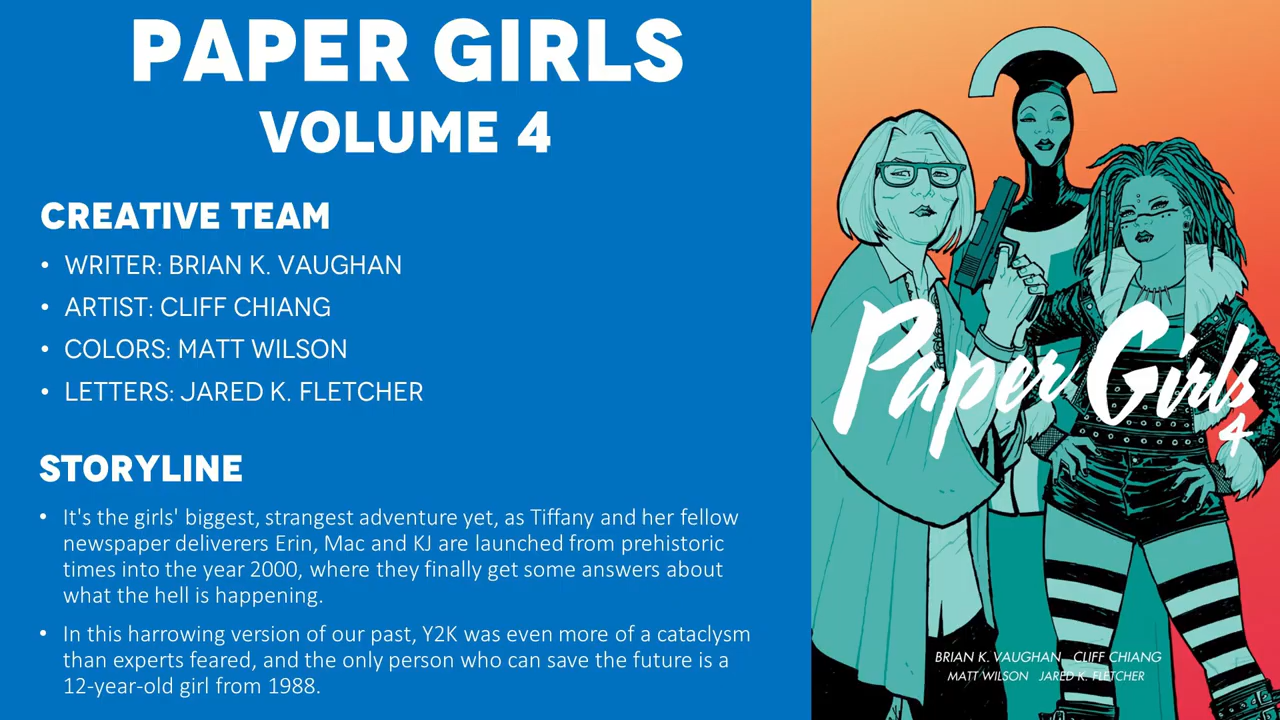 PAPER GIRLS
VOLUME 4
CREATIVE TEAM
• WRITER: BRIAN K. VAUGHAN
• ARTIST: CLIFF CHIANG
• COLORS: MATT WILSON
• LETTERS: JARED K. FLETCHER
STORYLINE
• It's the girls' biggest, strangest adventure yet, as Tiffany and her fellow
newspaper deliverers Erin, Mac and KJ are launched from prehistoric
times into the year 2000, where they finally get some answers about
what the hell is happening.
• In this harrowing version of our past, Y2K was even more of a cataclysm
than experts feared, and the only person who can save the future is a
12-year-old girl from 1988.
Paper Girls
4
BRIAN K. VAUGHAN CLIFF CHIANG
MATT WILSON JARED K. FLETCHER